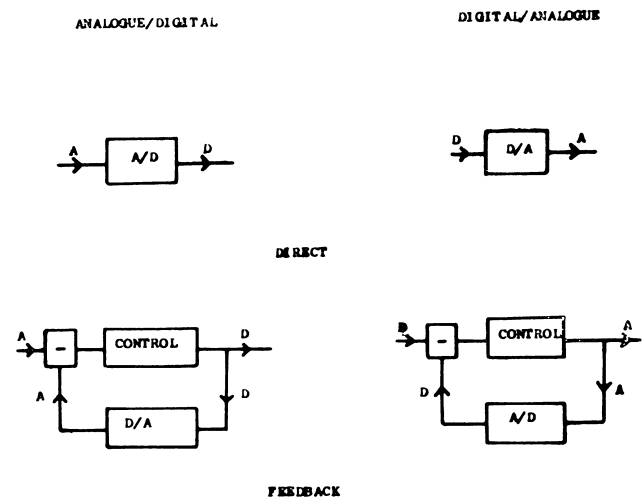 ANALOGUE/DIGITAL
DIGITAL/ANALOGUE
A A/D D
D D/A A
DIRECT
A - CONTROL D
A D/A D
D - CONTROL A
D A/D A
FEEDBACK